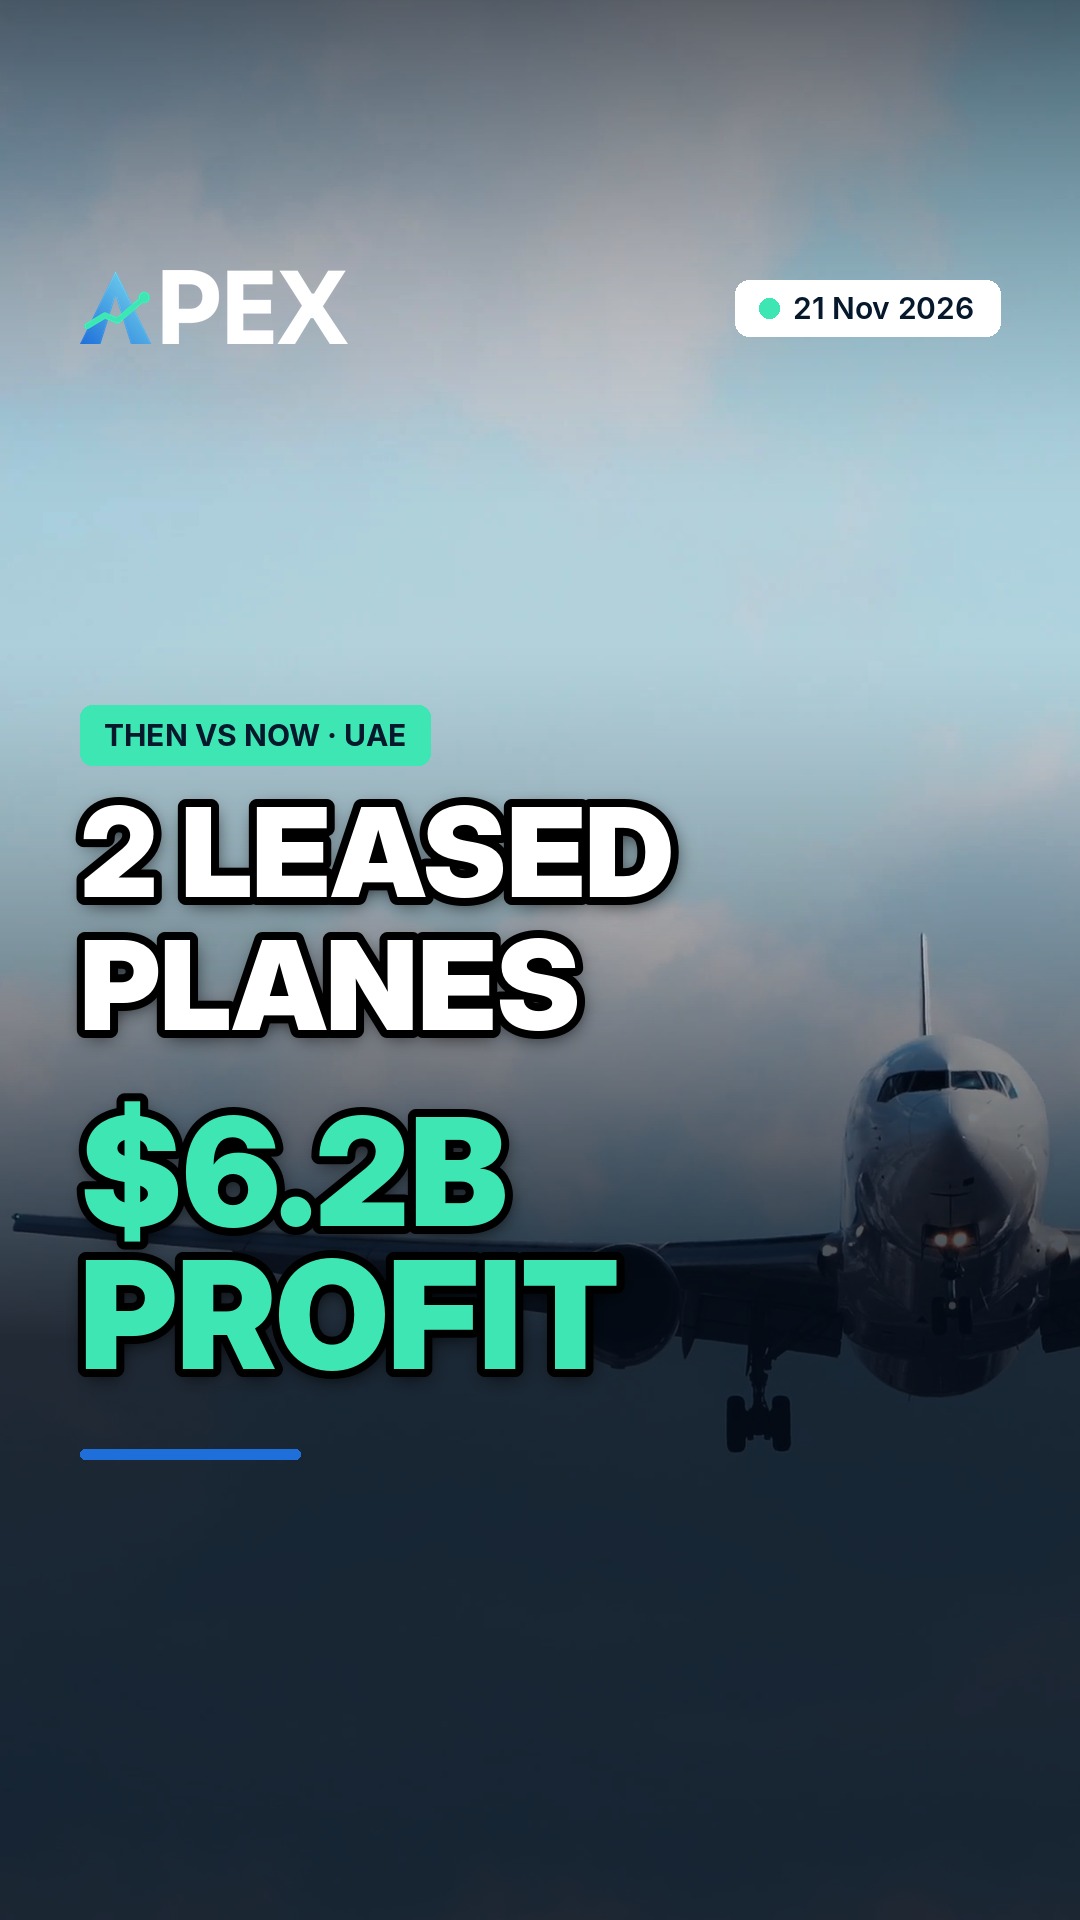 APEX
21 Nov 2026
THEN VS NOW · UAE
2 LEASED
PLANES
$6.2B
PROFIT